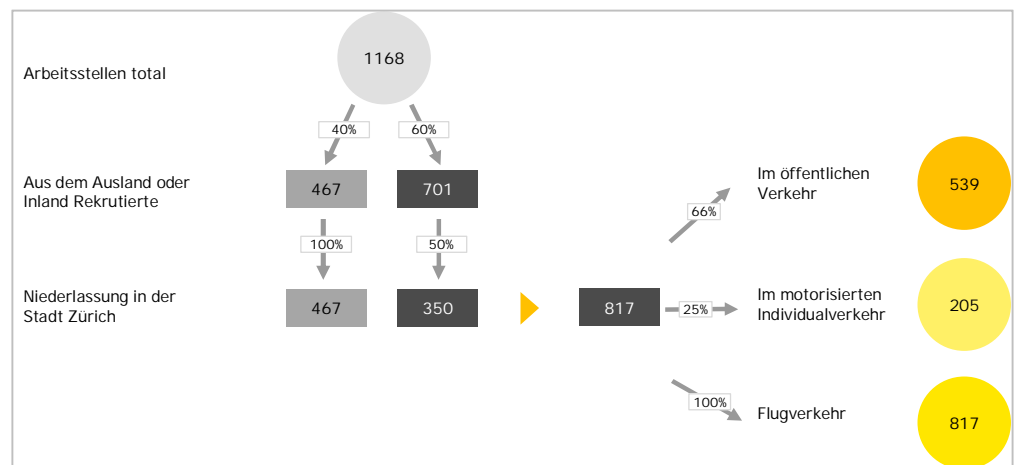 1168
Arbeitsstellen total
40%
60%
Aus dem Ausland oder
Inland Rekrutierte
467
701
100%
50%
Niederlassung in der
Stadt Zürich
467
350
817
66%
Im öffentlichen
Verkehr
539
25%
Im motorisierten
Individualverkehr
205
100%
Flugverkehr
817